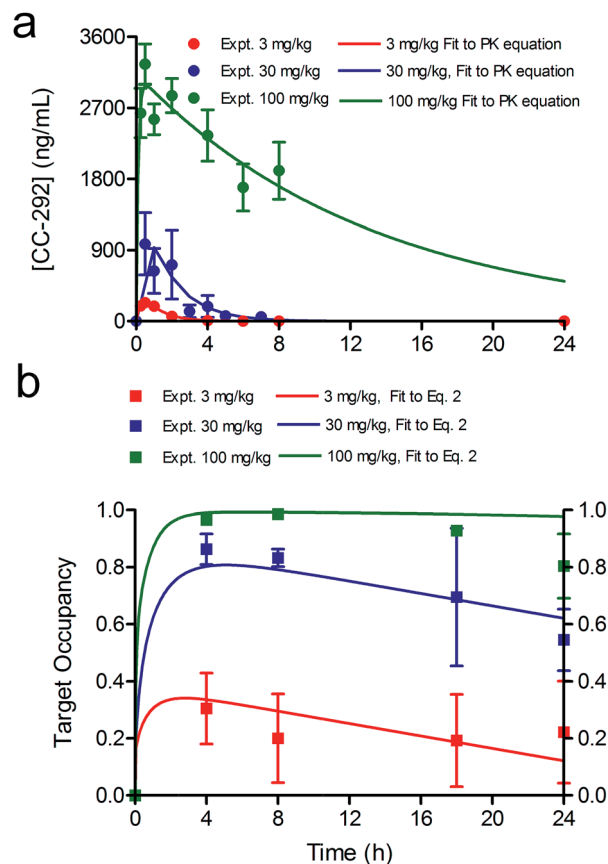 a
3600
2700
1800
900
0
[CC-292] (ng/mL)
Expt. 3 mg/kg 3 mg/kg Fit to PK equation
Expt. 30 mg/kg 30 mg/kg, Fit to PK equation
Expt. 100 mg/kg 100 mg/kg Fit to PK equation
0 4 8 12 16 20 24
b
Expt. 3 mg/kg 3 mg/kg, Fit to Eq. 2
Expt. 30 mg/kg 30 mg/kg, Fit to Eq. 2
Expt. 100 mg/kg 100 mg/kg, Fit to Eq. 2
1.0 1.0
0.8 0.8
0.6 0.6
0.4 0.4
0.2 0.2
0.0 0.0
Target Occupancy
0 4 8 12 16 20 24
Time (h)